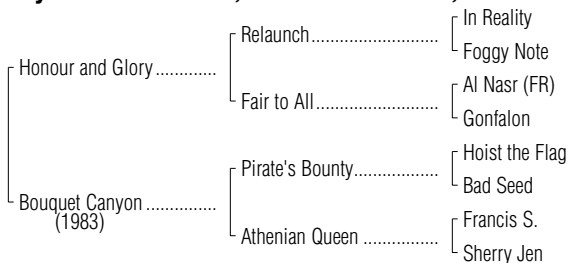 In Reality
Relaunch
Foggy Note
Honour and Glory
Al Nasr (FR)
Fair to All
Gonfalon
Hoist the Flag
Pirate's Bounty
Bad Seed
Bouquet Canyon
(1983)
Francis S.
Athenian Queen
Sherry Jen